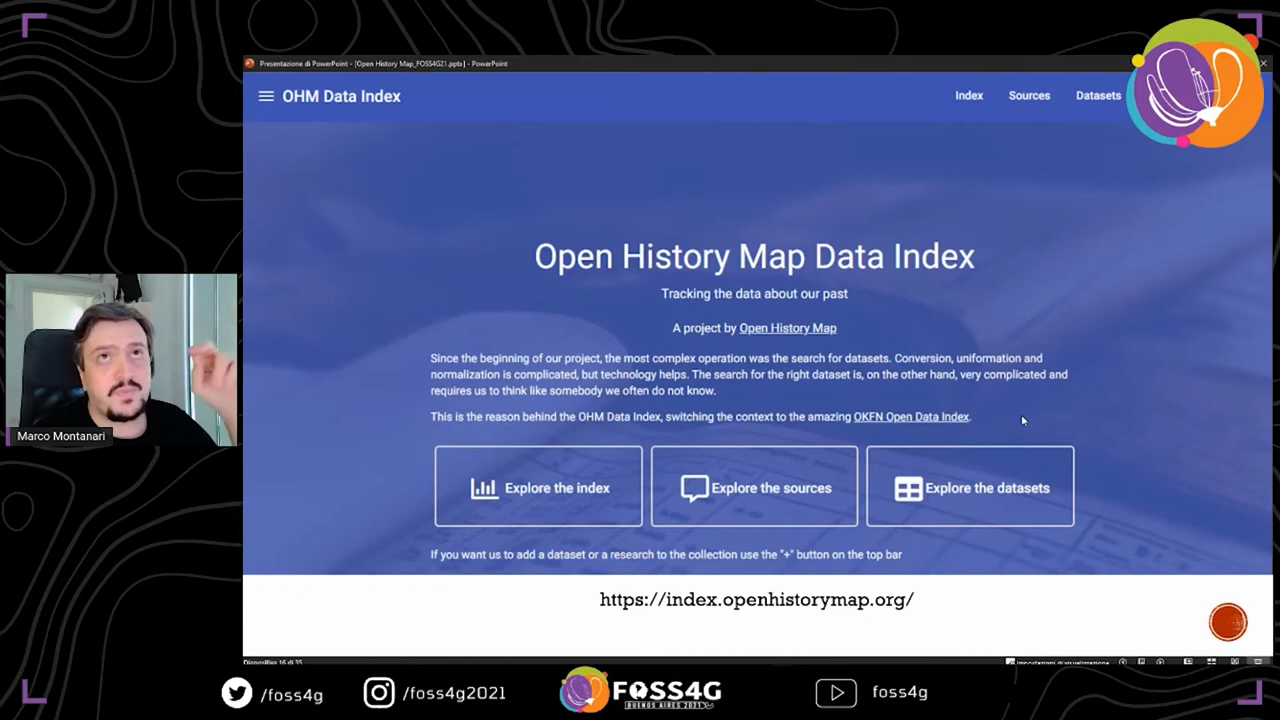 Presentazione di PowerPoint - [Open History Map_FOSS4G21.pptx] - PowerPoint
OHM Data Index
Index
Sources
Datasets
Open History Map Data Index
Tracking the data about our past
A project by Open History Map
Since the beginning of our project, the most complex operation was the search for datasets. Conversion, uniformation and
normalization is complicated, but technology helps. The search for the right dataset is, on the other hand, very complicated and
requires us to think like somebody we often do not know.
This is the reason behind the OHM Data Index, switching the context to the amazing OKFN Open Data Index.
Explore the index
Explore the sources
Explore the datasets
If you want us to add a dataset or a research to the collection use the "+" button on the top bar
https://index.openhistorymap.org/
Marco Montanari
Diapositiva 16 di 35
Impostazioni di visualizzazione
/foss4g
/foss4g2021
FOSS4G
BUENOS AIRES 2021
foss4g